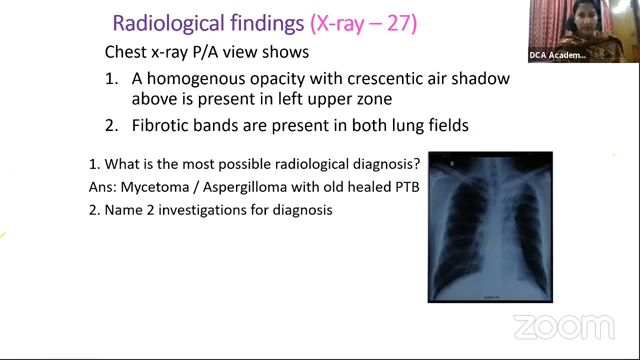 Radiological findings (X-ray – 27)
Chest x-ray P/A view shows
1. A homogenous opacity with crescentic air shadow
above is present in left upper zone
2. Fibrotic bands are present in both lung fields
1. What is the most possible radiological diagnosis?
Ans: Mycetoma / Aspergilloma with old healed PTB
2. Name 2 investigations for diagnosis
DCA Academ...
zoom